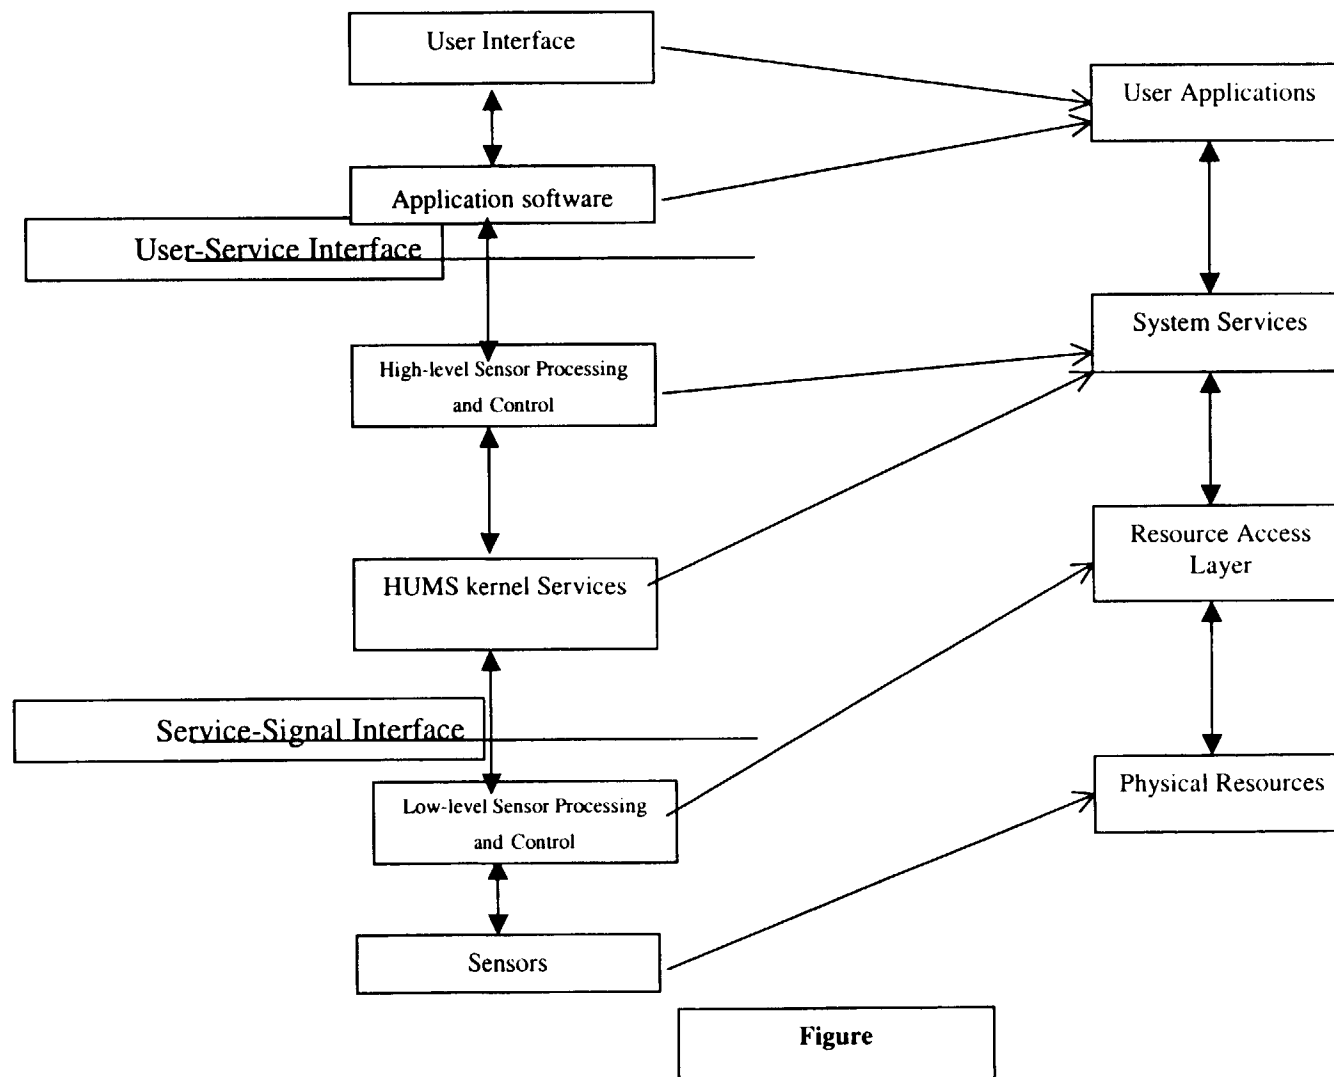 User Interface
User Applications
Application software
User-Service Interface
System Services
High-level Sensor Processing
and Control
Resource Access
Layer
HUMS kernel Services
Service-Signal Interface
Physical Resources
Low-level Sensor Processing
and Control
Sensors
Figure